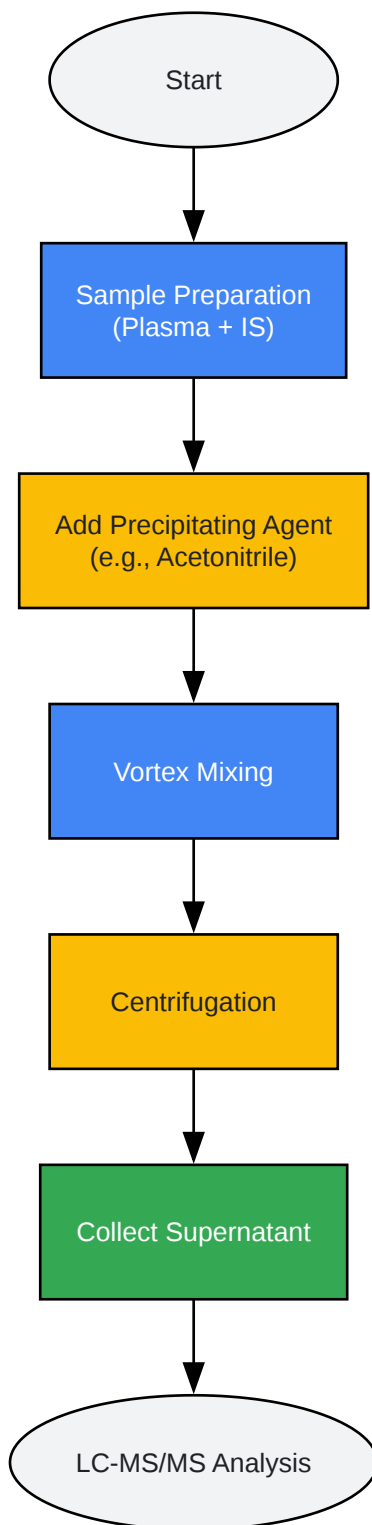 Start
Sample Preparation
(Plasma + IS)
Add Precipitating Agent
(e.g., Acetonitrile)
Vortex Mixing
Centrifugation
Collect Supernatant
LC-MS/MS Analysis